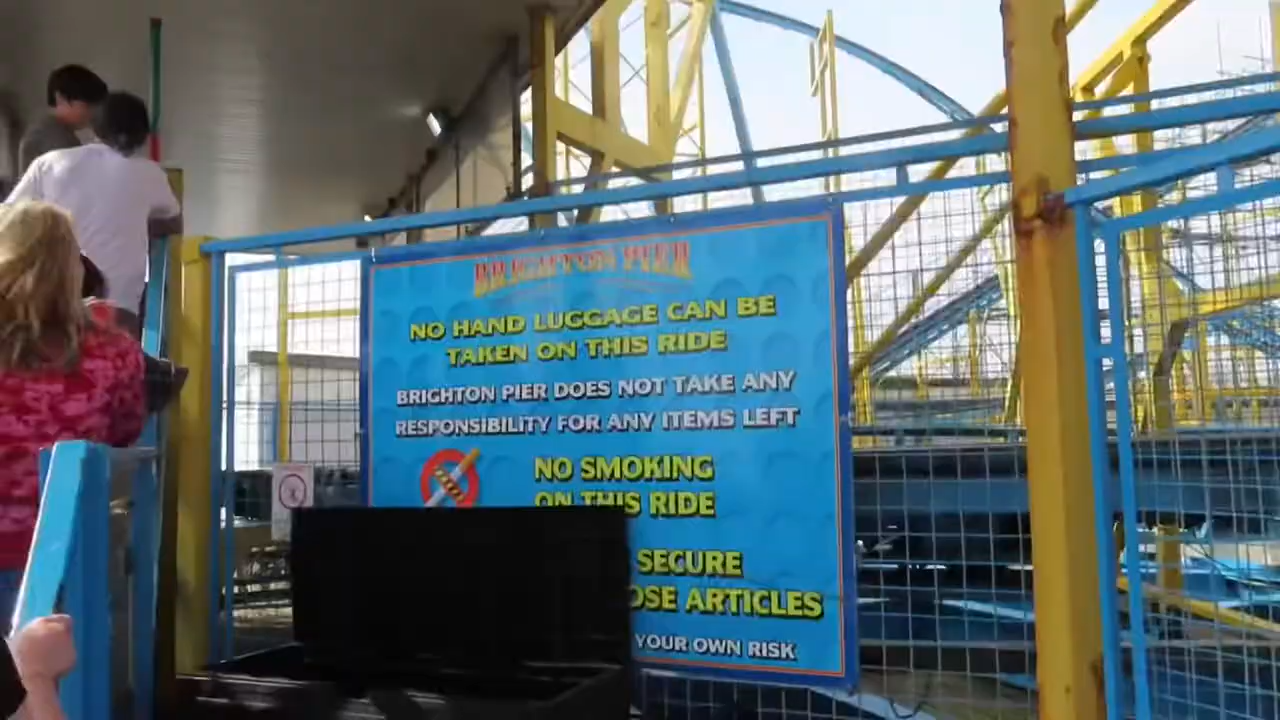 BRIGHTON PIER
NO HAND LUGGAGE CAN BE
TAKEN ON THIS RIDE
BRIGHTON PIER DOES NOT TAKE ANY
RESPONSIBILITY FOR ANY ITEMS LEFT
NO SMOKING
ON THIS RIDE
SECURE
ARTICLES
YOUR OWN RISK